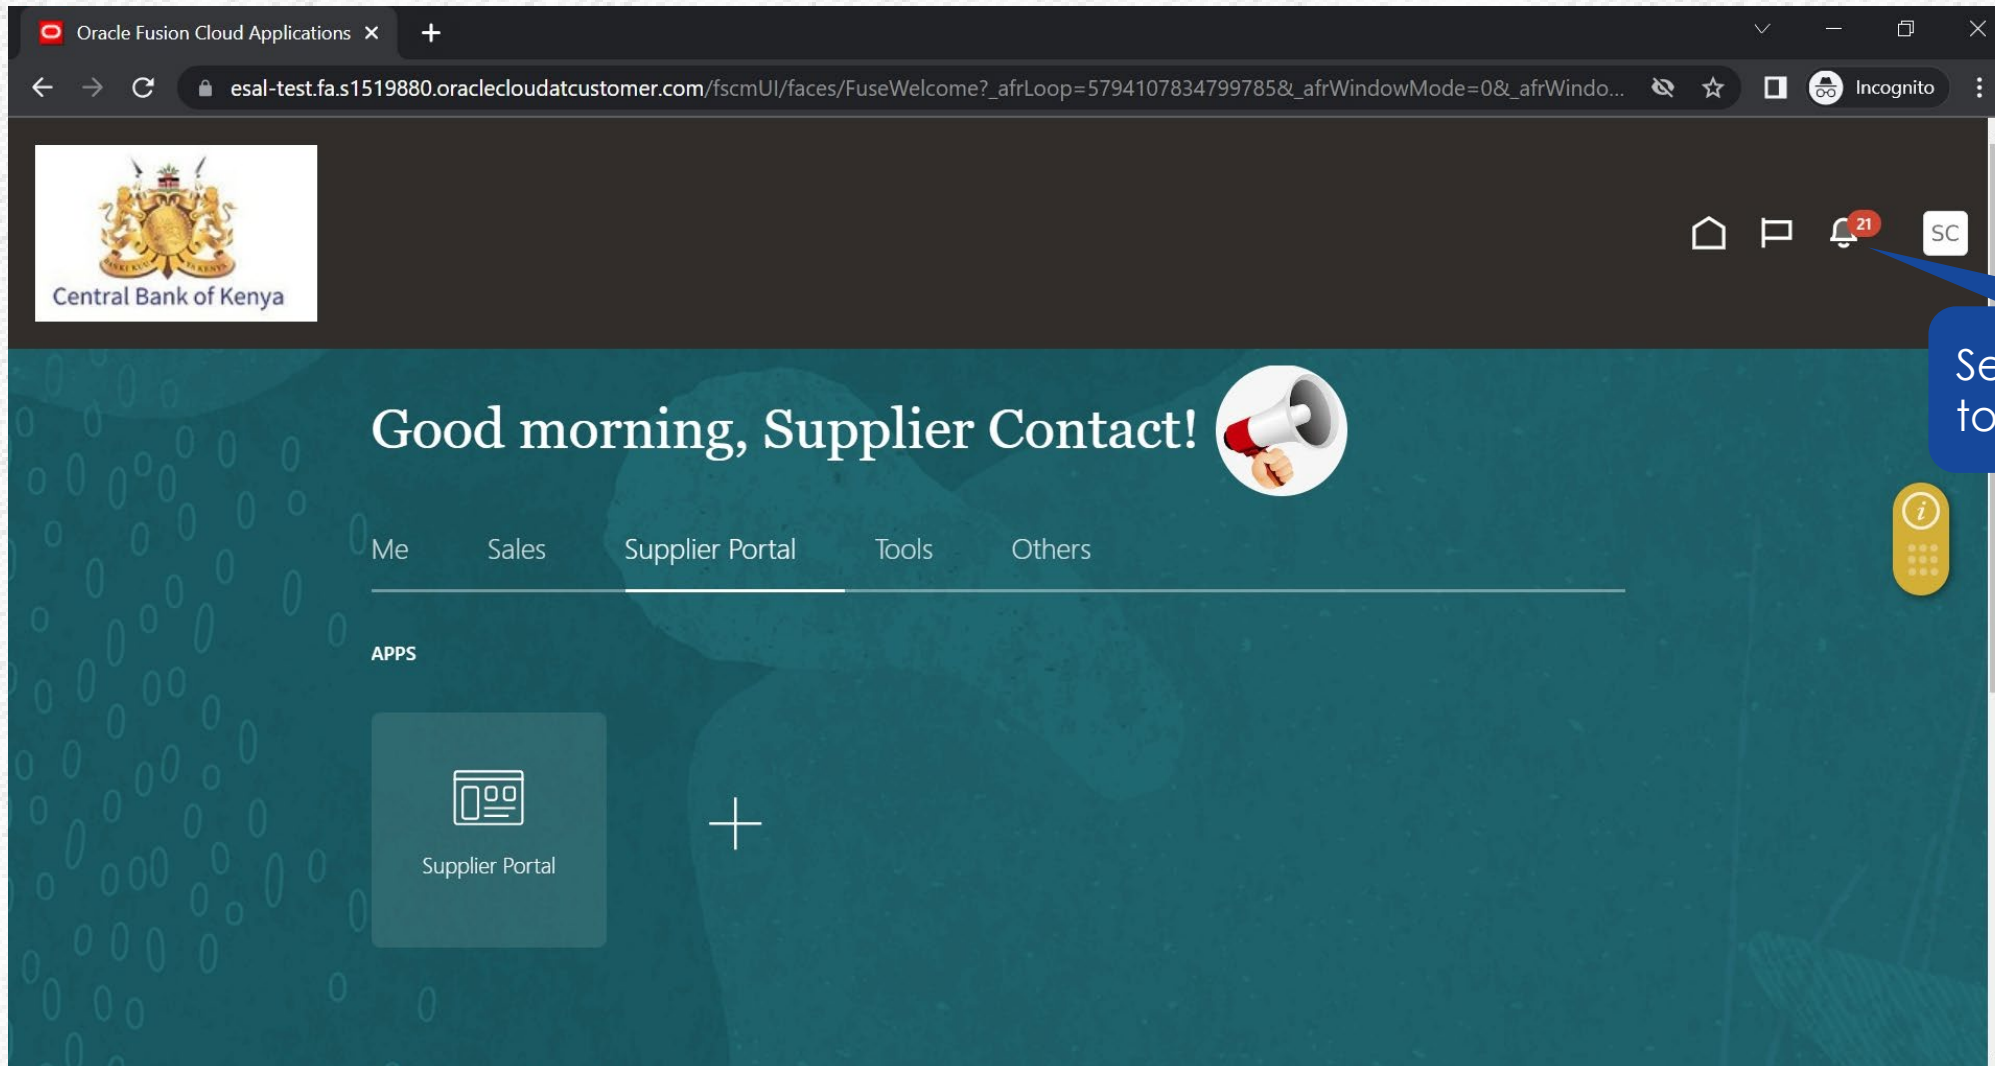 Oracle Fusion Cloud Applications
esal-test.fa.s1519880.oraclecloudatcustomer.com/fscmUI/faces/FuseWelcome?_afrLoop=5794107834799785&_afrWindowMode=0&_afrWindo...
Incognito
Central Bank of Kenya
21
SC
Se
to
Good morning, Supplier Contact!
Me Sales Supplier Portal Tools Others
APPS
Supplier Portal